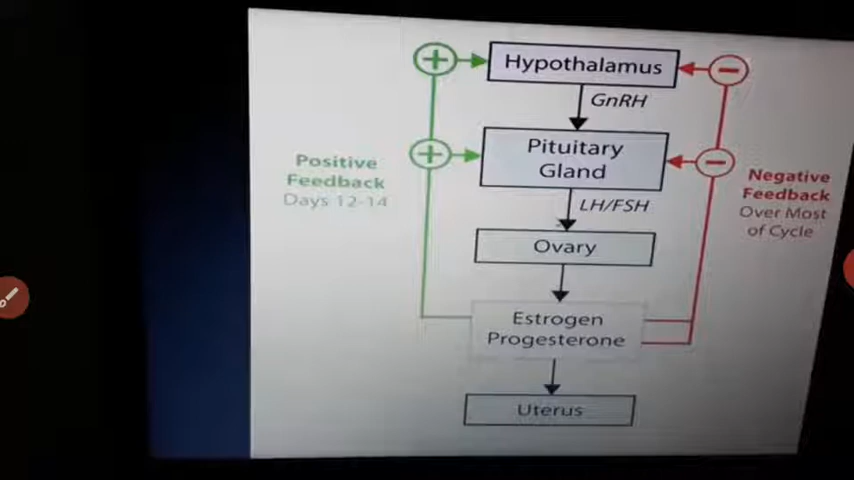 Hypothalamus
GnRH
Pituitary
Gland
Positive
Feedback
Days 12-14
Negative
Feedback
Over Most
of Cycle
LH/FSH
Ovary
Estrogen
Progesterone
Uterus